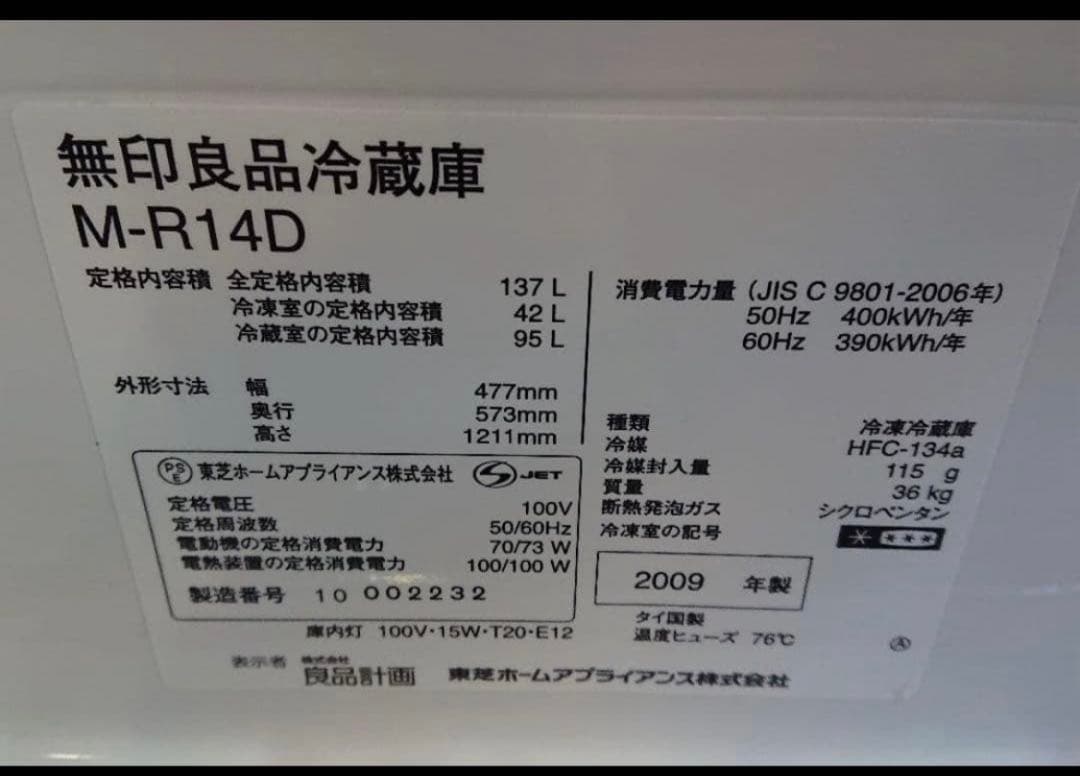 無印良品冷蔵庫
M-R14D
定格内容積 全定格内容積 137 L
冷凍室の定格内容積 42 L
冷蔵室の定格内容積 95 L
外形寸法 幅 477mm
奥行 573mm
高さ 1211mm
PSE 東芝ホームアプライアンス株式会社 JET
定格電圧 100V
定格周波数 50/60Hz
電動機の定格消費電力 70/73 W
電熱装置の定格消費電力 100/100 W
製造番号 10 002232
庫内灯 100V・15W・T20・E12
消費電力量（JIS C 9801-2006年）
50Hz 400kWh/年
60Hz 390kWh/年
種類 冷凍冷蔵庫
冷媒 HFC-134a
冷媒封入量 115 g
質量 36 kg
断熱発泡ガス シクロペンタン
冷凍室の記号 * ***
2009 年製
タイ国製
温度ヒューズ 76℃
A
表示者 株式会社 良品計画 東芝ホームアプライアンス株式会社